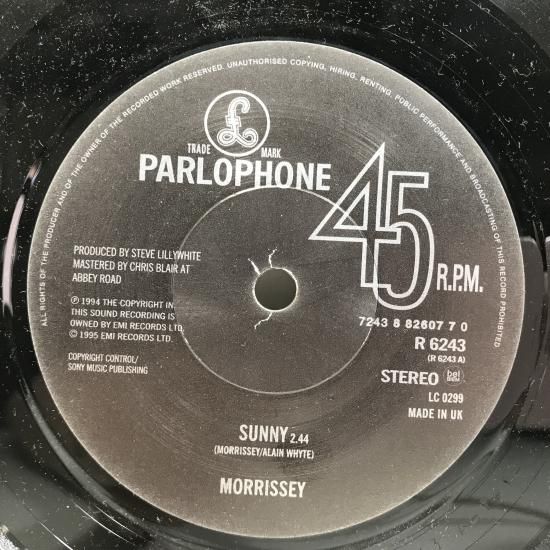 ALL RIGHTS OF THE PRODUCER AND OF THE OWNER OF THE RECORDED WORK RESERVED. UNAUTHORISED COPYING, HIRING, RENTING, PUBLIC PERFORMANCE AND BROADCASTING OF THIS RECORD PROHIBITED
£
TRADE MARK
PARLOPHONE
45 R.P.M.
PRODUCED BY STEVE LILLYWHITE
MASTERED BY CHRIS BLAIR AT
ABBEY ROAD
℗ 1994 THE COPYRIGHT IN
THIS SOUND RECORDING IS
OWNED BY EMI RECORDS LTD
© 1995 EMI RECORDS LTD.
COPYRIGHT CONTROL/
SONY MUSIC PUBLISHING
7243 8 82607 7 0
R 6243
(R 6243 A)
STEREO
bel
BIEM
LC 0299
MADE IN UK
SUNNY 2.44
(MORRISSEY/ALAIN WHYTE)
MORRISSEY